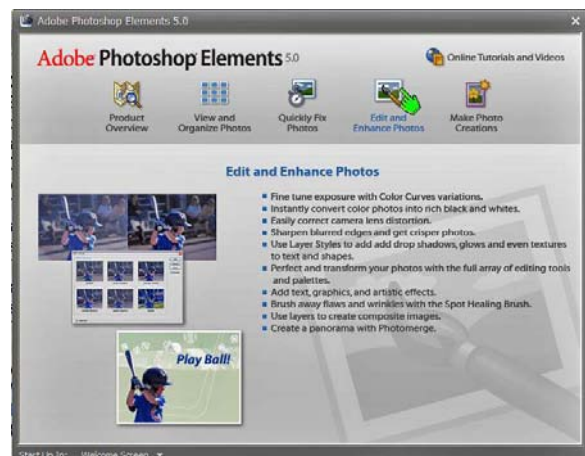 Adobe Photoshop Elements 5.0
Adobe Photoshop Elements 5.0
Online Tutorials and Videos
Product
Overview
View and
Organize Photos
Quickly Fix
Photos
Edit and
Enhance Photos
Make Photo
Creations
Edit and Enhance Photos
Fine tune exposure with Color Curves variations.
Instantly convert color photos into rich black and whites.
Easily correct camera lens distortion.
Sharpen blurred edges and get crisper photos.
Use Layer Styles to add add drop shadows, glows and even textures
to text and shapes.
Perfect and transform your photos with the full array of editing tools
and palettes.
Add text, graphics, and artistic effects.
Brush away flaws and wrinkles with the Spot Healing Brush.
Use layers to create composite images.
Create a panorama with Photomerge.
Play Ball!
Start Up In: Welcome Screen